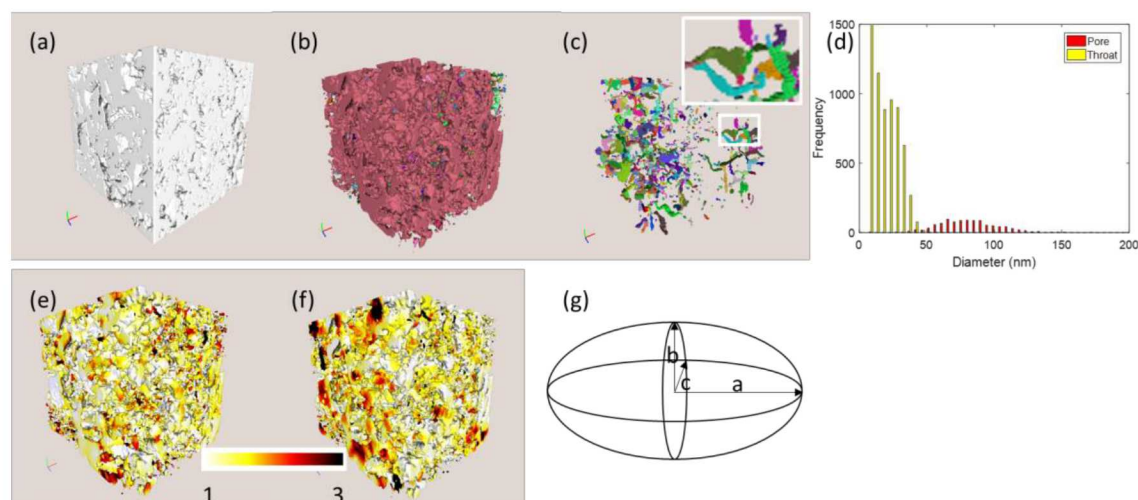 (a)
(b)
(c)
(d)
1500
1000
500
0
Frequency
Pore
Throat
0
50
100
150
200
Diameter (nm)
(e)
(f)
(g)
1
3
b
c
a